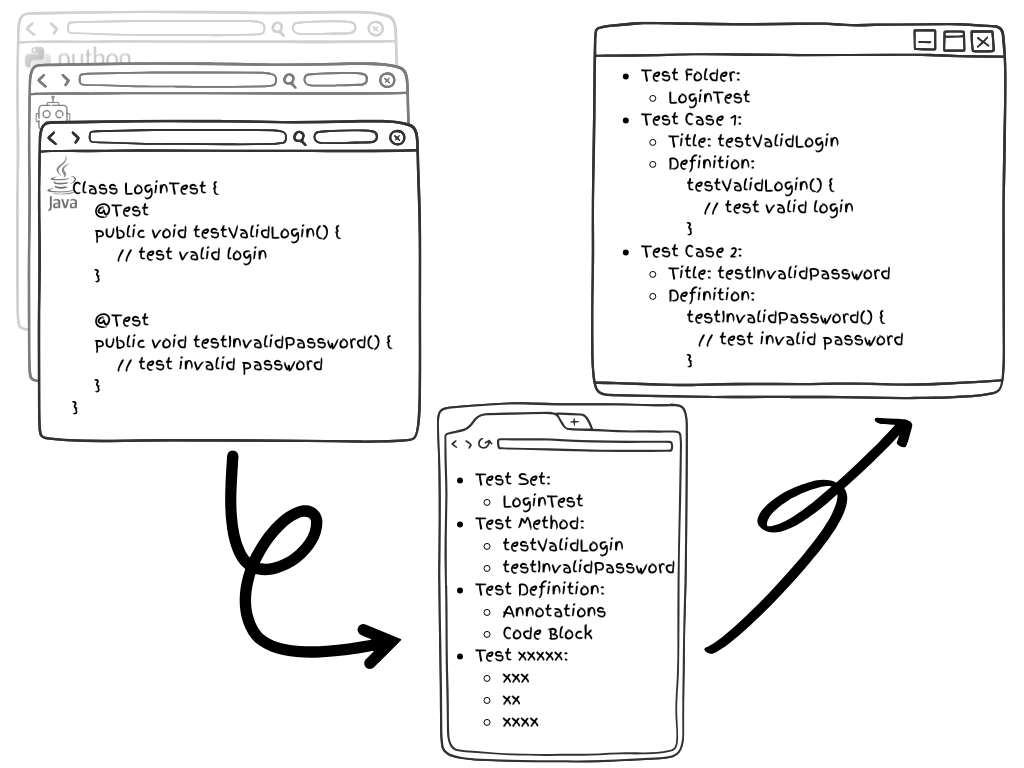 python
Java
Class LoginTest {
@Test
public void testValidLogin() {
// test valid login
}
@Test
public void testInvalidPassword() {
// test invalid password
}
}
• Test Set:
○ LoginTest
• Test Method:
○ testValidLogin
○ testInvalidPassword
• Test Definition:
○ Annotations
○ Code Block
• Test xxxxx:
○ xxx
○ xx
○ xxxx
• Test Folder:
○ LoginTest
• Test Case 1:
○ Title: testValidLogin
○ Definition:
testValidLogin() {
// test valid login
}
• Test Case 2:
○ Title: testInvalidPassword
○ Definition:
testInvalidPassword() {
// test invalid password
}